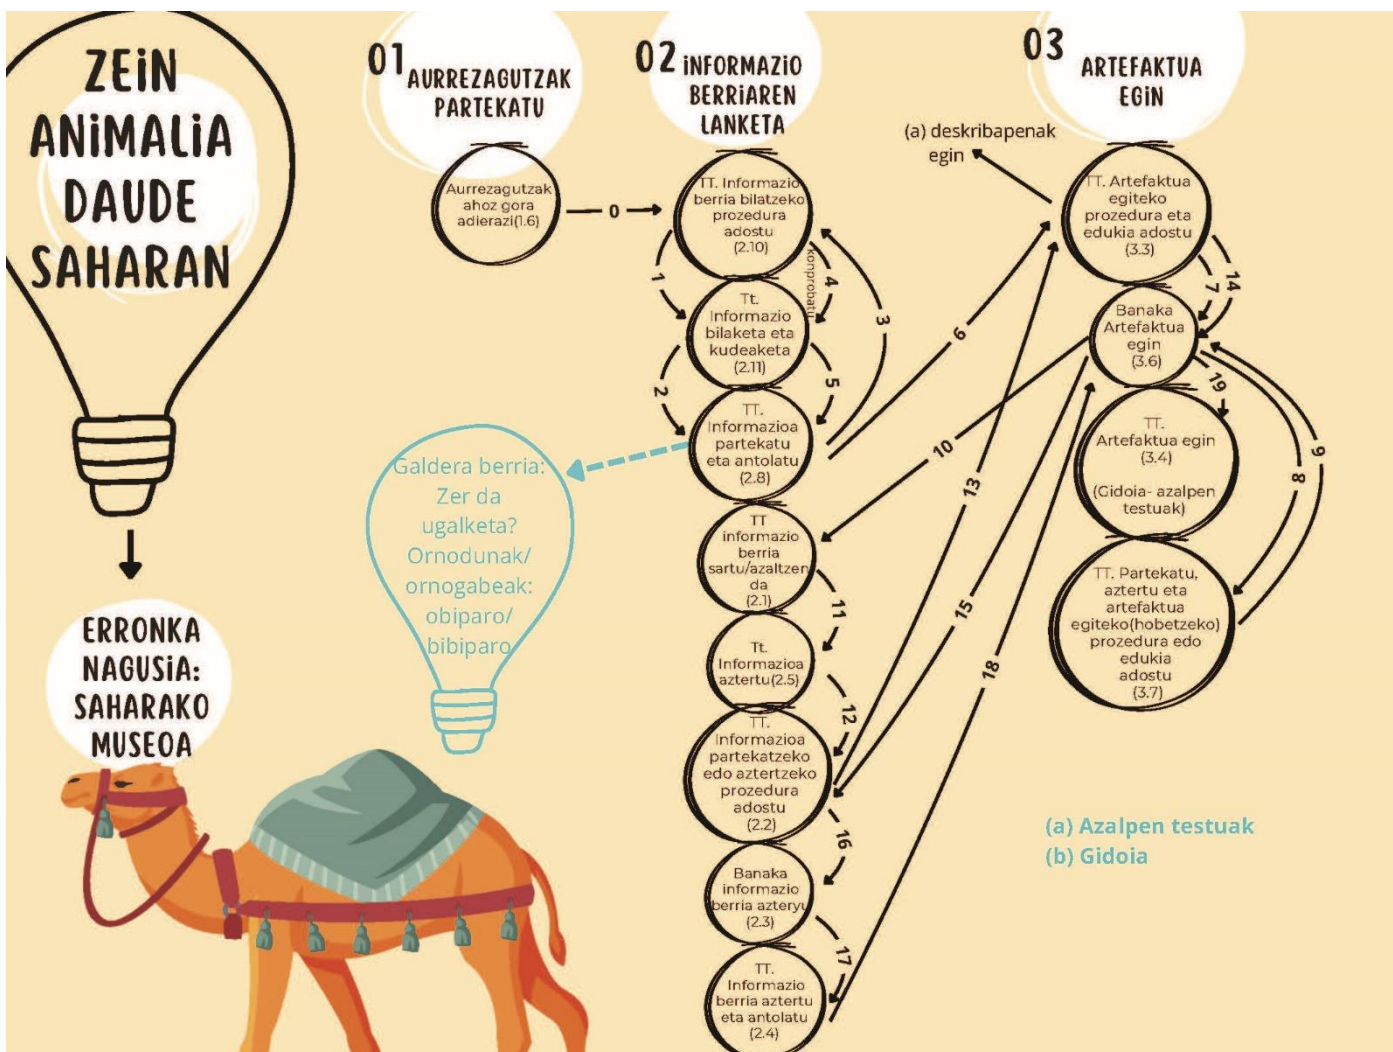 ZEiN
ANiMALiA
DAUDE
SAHARAN
ERRONKA
NAGUSiA:
SAHARAKO
MUSEOA
01
AURREZAGUTZAK
PARTEKATU
Aurrezagutzak
ahoz gora
adierazi(1.6)
0
02
iNFORMAZIO
BERRiAREN
LANKETA
TT. Informazio
berria bilatzeko
prozedura
adostu
(2.10)
1
konprobatu
4
3
Tt.
Informazio
bilaketa eta
kudeaketa
(2.11)
2
5
TT.
Informazioa
partekatu
eta antolatu
(2.8)
6
Galdera berria:
Zer da
ugalketa?
Ornodunak/
ornogabeak:
obiparo/
bibiparo
TT
informazio
berria
sartu/azaltzen
da
(2.1)
11
Tt.
Informazioa
aztertu(2.5)
12
TT.
Informazioa
partekatzeko
edo aztertzeko
prozedura
adostu
(2.2)
16
Banaka
informazio
berria azteryu
(2.3)
17
TT.
Informazio
berria aztertu
eta antolatu
(2.4)
10
13
15
18
03
ARTEFAKTUA
EGiN
(a) deskribapenak
egin
TT. Artefaktua
egiteko
prozedura eta
edukia adostu
(3.3)
14
7
Banaka
Artefaktua
egin
(3.6)
19
8
9
TT.
Artefaktua egin
(3.4)
(Gidoia- azalpen
testuak)
TT. Partekatu,
aztertu eta
artefaktua
egiteko(hobetzeko)
prozedura edo
edukia
adostu
(3.7)
(a) Azalpen testuak
(b) Gidoia